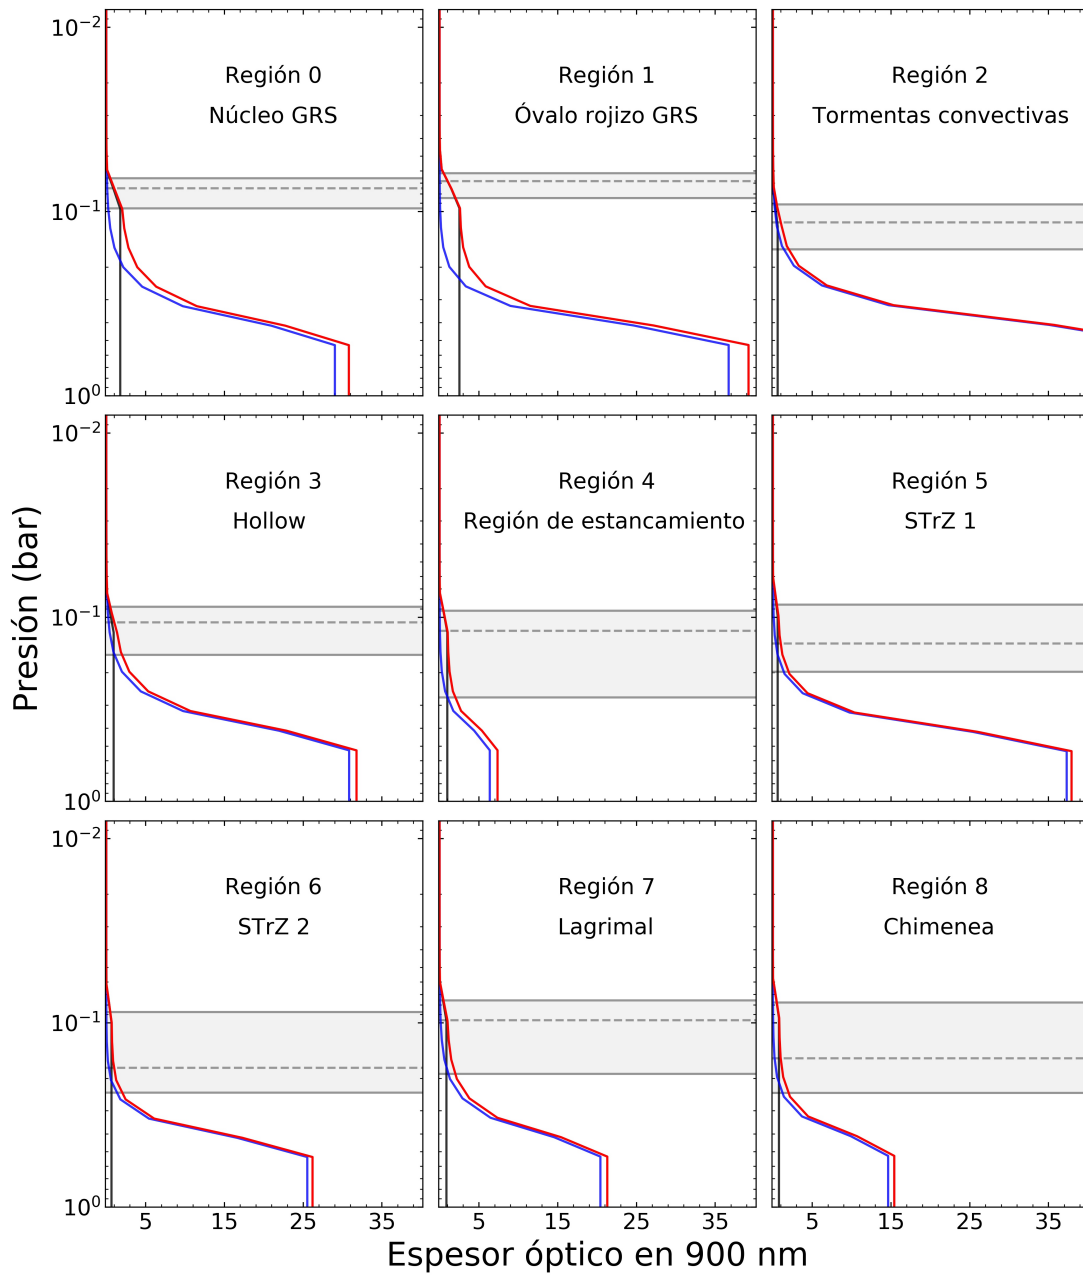 10⁻²
Región 0
Núcleo GRS
Región 1
Óvalo rojizo GRS
Región 2
Tormentas convectivas
10⁻¹
10⁰
10⁻²
Región 3
Hollow
Región 4
Región de estancamiento
Región 5
STrZ 1
10⁻¹
10⁰
Presión (bar)
10⁻²
Región 6
STrZ 2
Región 7
Lagrimal
Región 8
Chimenea
10⁻¹
10⁰
5 15 25 35 5 15 25 35 5 15 25 35
Espesor óptico en 900 nm